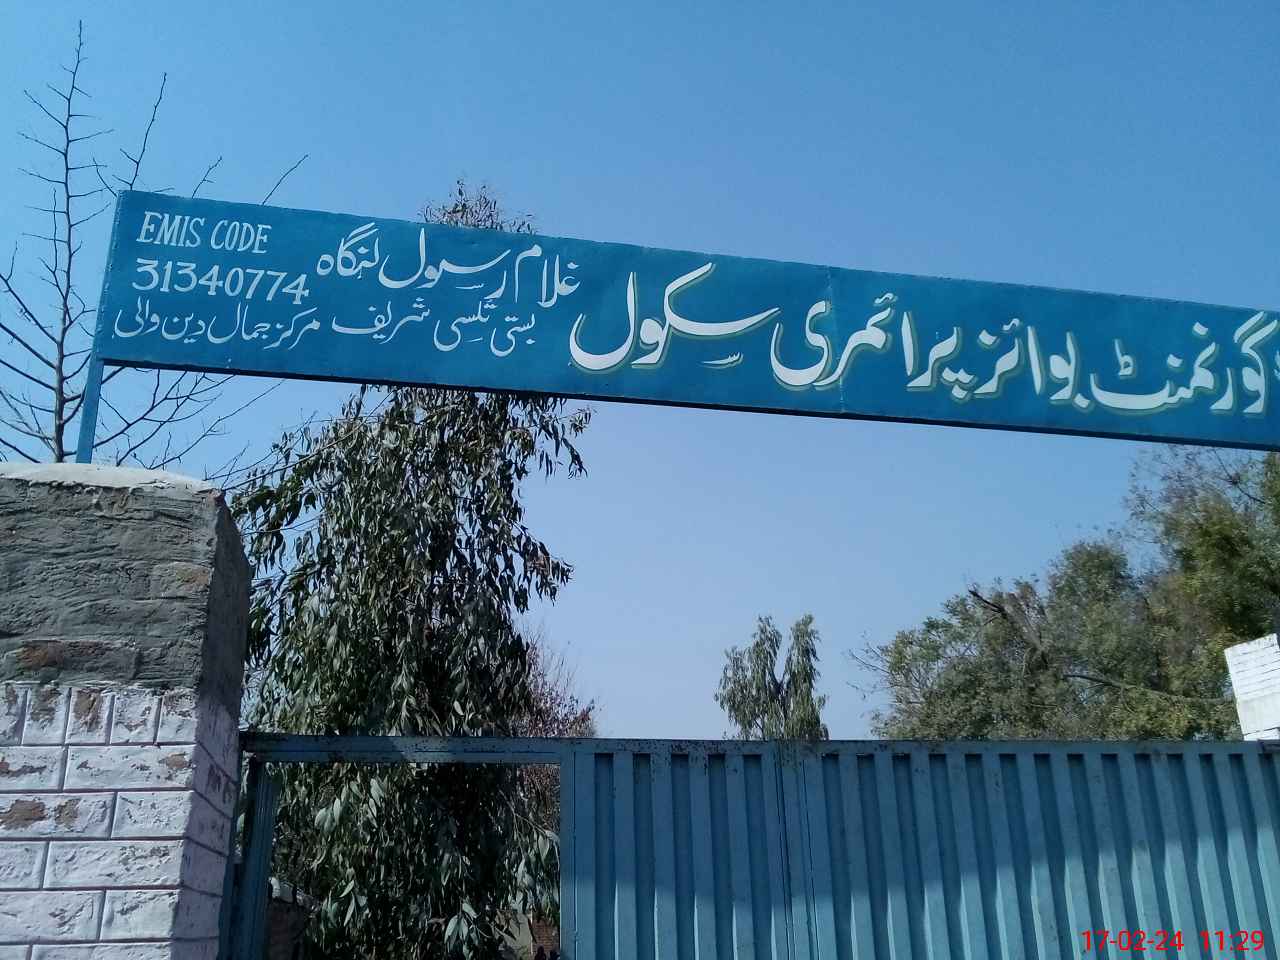 گورنمنٹ بوائز پرائمری سکول
غلام رسول لنگاہ
بستی تلسی شریف مرکز جمال دین والی
EMIS CODE
31340774
17-02-24 11:29